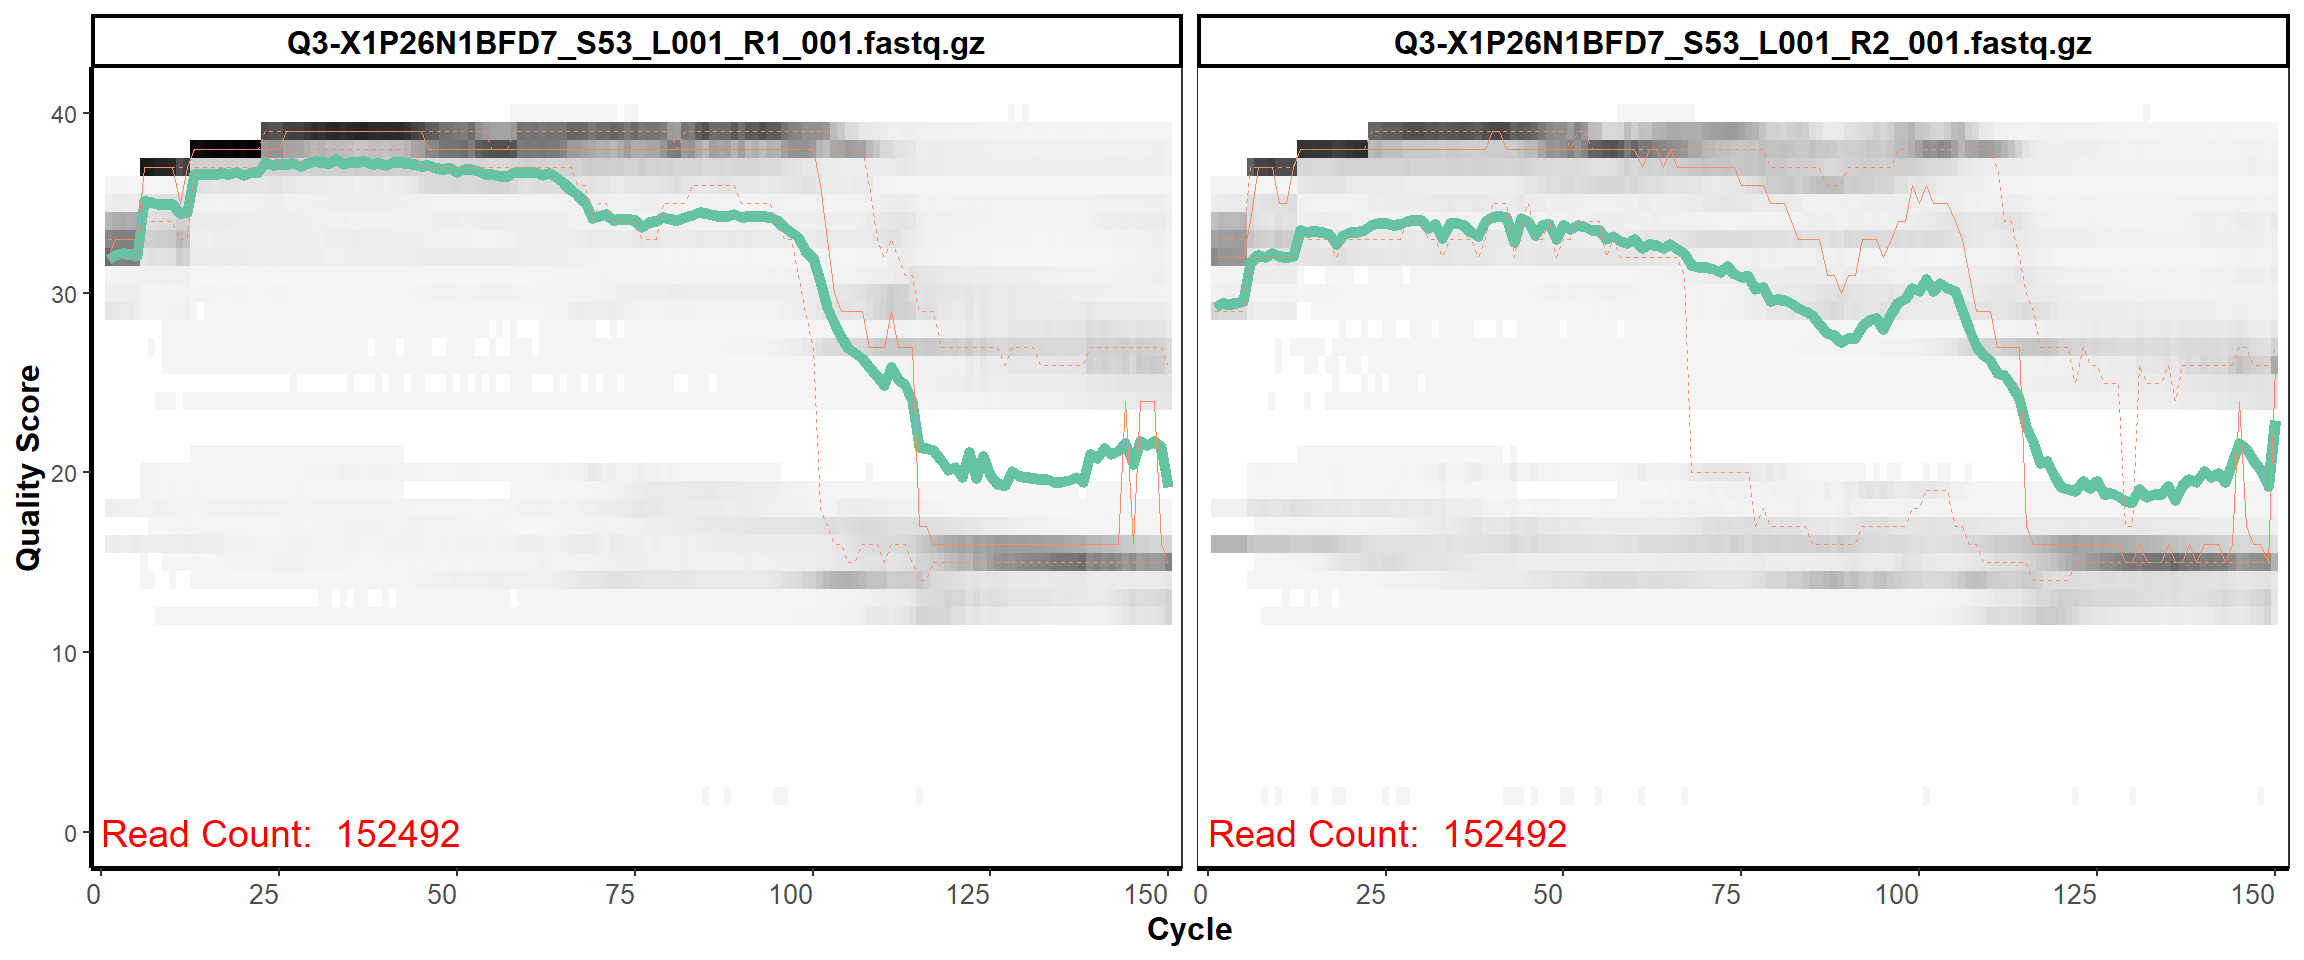 Q3-X1P26N1BFD7_S53_L001_R1_001.fastq.gz
Q3-X1P26N1BFD7_S53_L001_R2_001.fastq.gz
Quality Score
40
30
20
10
0
Read Count: 152492
Read Count: 152492
0 25 50 75 100 125 150
0 25 50 75 100 125 150
Cycle